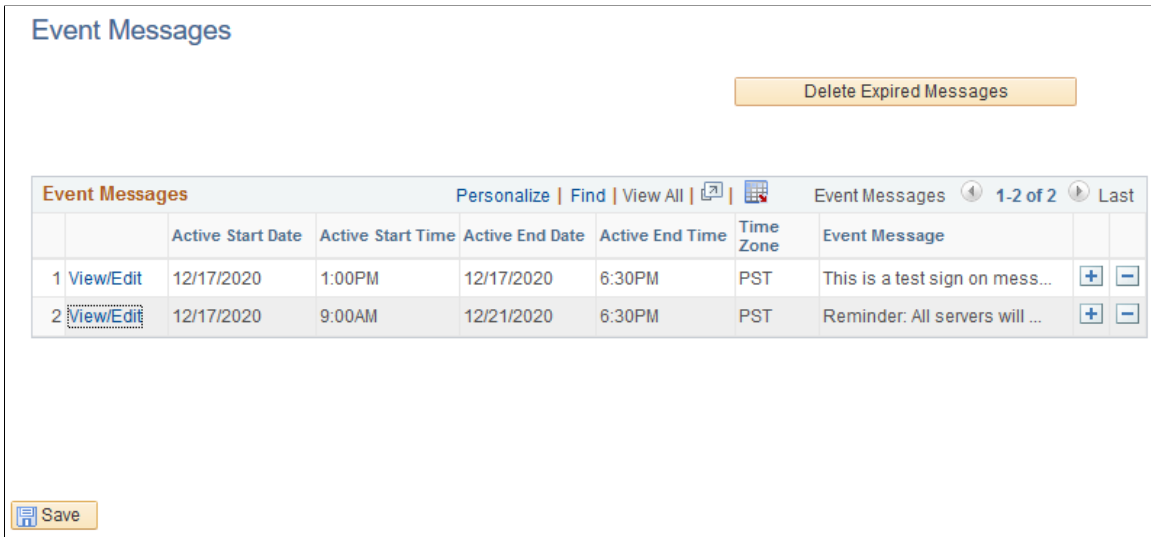 Event Messages
Delete Expired Messages
Event Messages Personalize | Find | View All | | Event Messages 1-2 of 2 Last
Active Start Date Active Start Time Active End Date Active End Time Time Zone Event Message
1 View/Edit 12/17/2020 1:00PM 12/17/2020 6:30PM PST This is a test sign on mess...
2 View/Edit 12/17/2020 9:00AM 12/21/2020 6:30PM PST Reminder: All servers will ...
Save